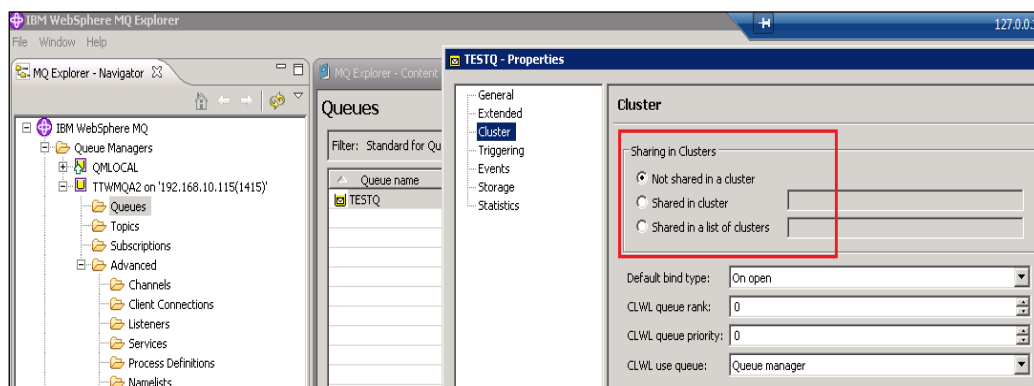 IBM WebSphere MQ Explorer
127.0.0.
File Window Help
MQ Explorer - Navigator
IBM WebSphere MQ
Queue Managers
QMLOCAL
TTWMQA2 on '192.168.10.115(1415)'
Queues
Topics
Subscriptions
Advanced
Channels
Client Connections
Listeners
Services
Process Definitions
Namelists
MQ Explorer - Content
Queues
Filter: Standard for Qu
Queue name
TESTQ
TESTQ - Properties
General
Extended
Cluster
Triggering
Events
Storage
Statistics
Cluster
Sharing in Clusters
Not shared in a cluster
Shared in cluster
Shared in a list of clusters
Default bind type: On open
CLWL queue rank: 0
CLWL queue priority: 0
CLWL use queue: Queue manager